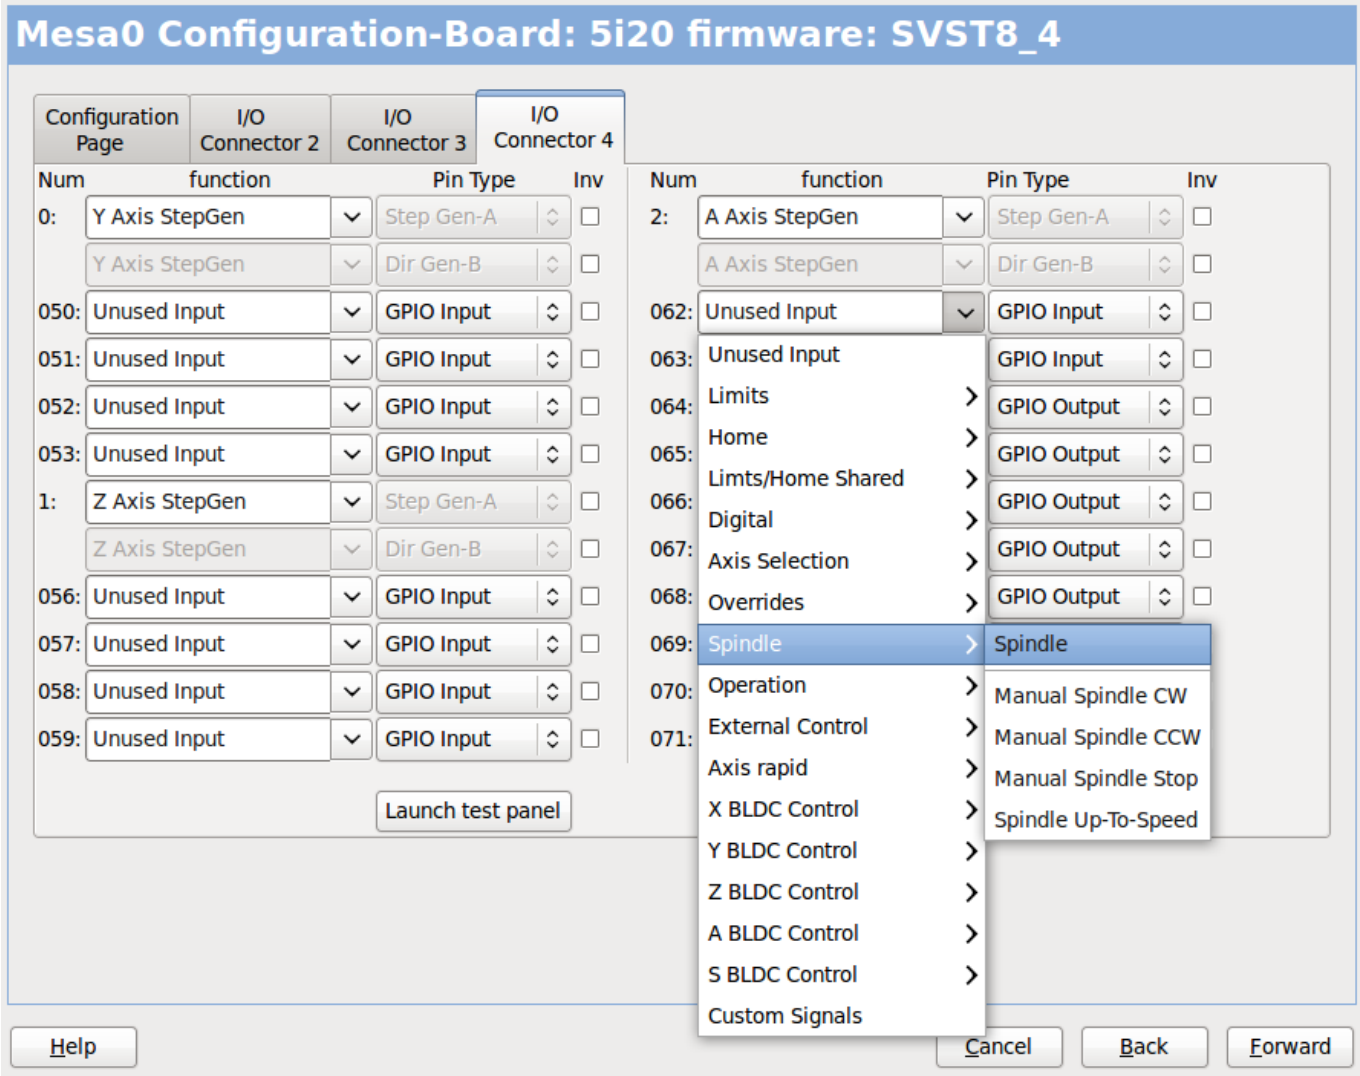 Mesa0 Configuration-Board: 5i20 firmware: SVST8_4
Configuration Page
I/O Connector 2
I/O Connector 3
I/O Connector 4
Num function Pin Type Inv Num function Pin Type Inv
0: Y Axis StepGen Step Gen-A 2: A Axis StepGen Step Gen-A
Y Axis StepGen Dir Gen-B A Axis StepGen Dir Gen-B
050: Unused Input GPIO Input 062: Unused Input GPIO Input
051: Unused Input GPIO Input 063: GPIO Input
052: Unused Input GPIO Input 064: GPIO Output
053: Unused Input GPIO Input 065: GPIO Output
1: Z Axis StepGen Step Gen-A 066: GPIO Output
Z Axis StepGen Dir Gen-B 067: GPIO Output
056: Unused Input GPIO Input 068: GPIO Output
057: Unused Input GPIO Input 069:
058: Unused Input GPIO Input 070:
059: Unused Input GPIO Input 071:
Unused Input
Limits
Home
Limts/Home Shared
Digital
Axis Selection
Overrides
Spindle
Operation
External Control
Axis rapid
X BLDC Control
Y BLDC Control
Z BLDC Control
A BLDC Control
S BLDC Control
Custom Signals
Spindle
Manual Spindle CW
Manual Spindle CCW
Manual Spindle Stop
Spindle Up-To-Speed
Launch test panel
Help Cancel Back Forward